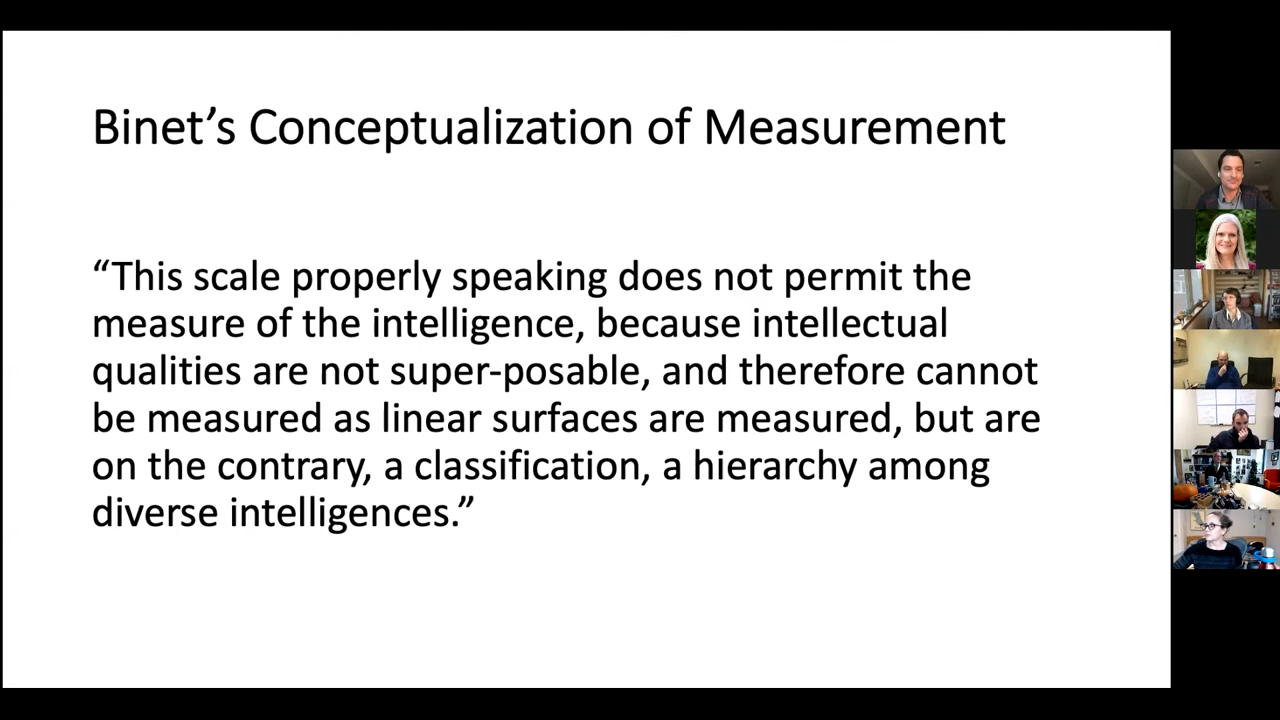 Binet’s Conceptualization of Measurement
“This scale properly speaking does not permit the
measure of the intelligence, because intellectual
qualities are not super-posable, and therefore cannot
be measured as linear surfaces are measured, but are
on the contrary, a classification, a hierarchy among
diverse intelligences.”